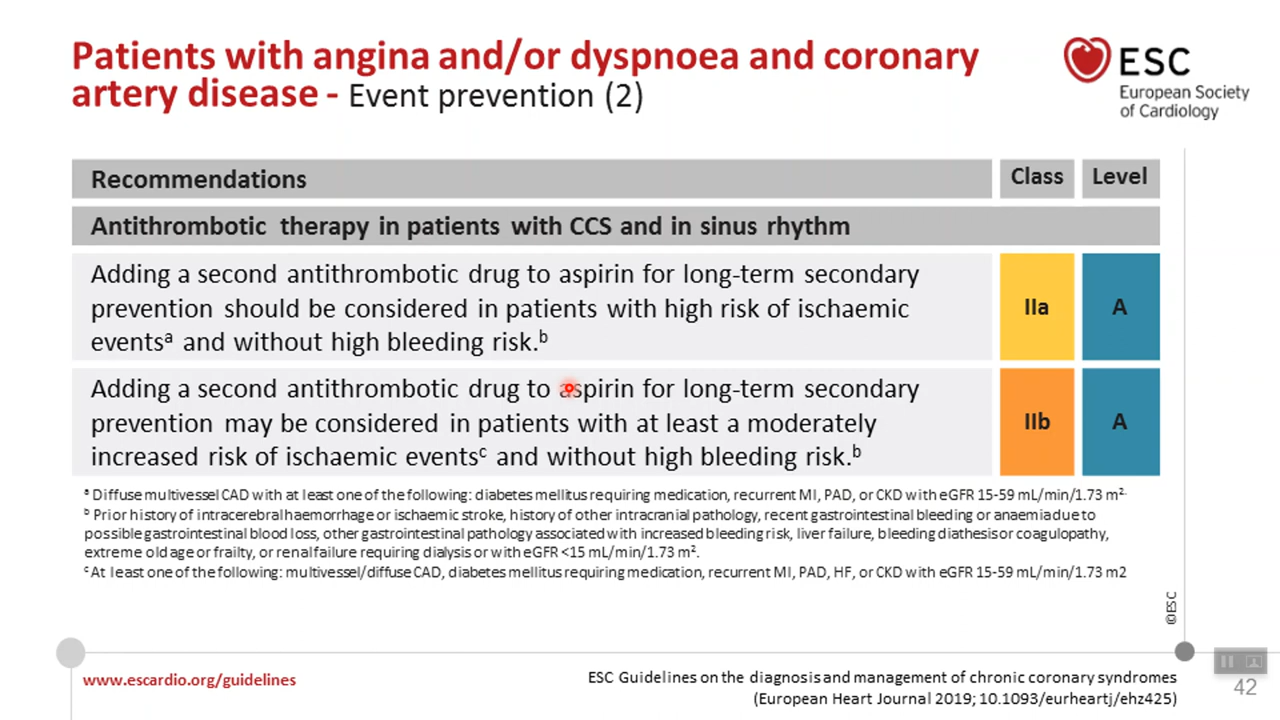 Patients with angina and/or dyspnoea and coronary
artery disease - Event prevention (2)
ESC
European Society
of Cardiology
Recommendations Class Level
Antithrombotic therapy in patients with CCS and in sinus rhythm
Adding a second antithrombotic drug to aspirin for long-term secondary
prevention should be considered in patients with high risk of ischaemic
eventsᵃ and without high bleeding risk.ᵇ
IIa A
Adding a second antithrombotic drug to aspirin for long-term secondary
prevention may be considered in patients with at least a moderately
increased risk of ischaemic eventsᶜ and without high bleeding risk.ᵇ
IIb A
ᵃ Diffuse multivessel CAD with at least one of the following: diabetes mellitus requiring medication, recurrent MI, PAD, or CKD with eGFR 15-59 mL/min/1.73 m².
ᵇ Prior history of intracerebral haemorrhage or ischaemic stroke, history of other intracranial pathology, recent gastrointestinal bleeding or anaemia due to
possible gastrointestinal blood loss, other gastrointestinal pathology associated with increased bleeding risk, liver failure, bleeding diathesis or coagulopathy,
extreme old age or frailty, or renal failure requiring dialysis or with eGFR <15 mL/min/1.73 m².
ᶜ At least one of the following: multivessel/diffuse CAD, diabetes mellitus requiring medication, recurrent MI, PAD, HF, or CKD with eGFR 15-59 mL/min/1.73 m2
©ESC
www.escardio.org/guidelines
ESC Guidelines on the diagnosis and management of chronic coronary syndromes
(European Heart Journal 2019; 10.1093/eurheartj/ehz425)
42